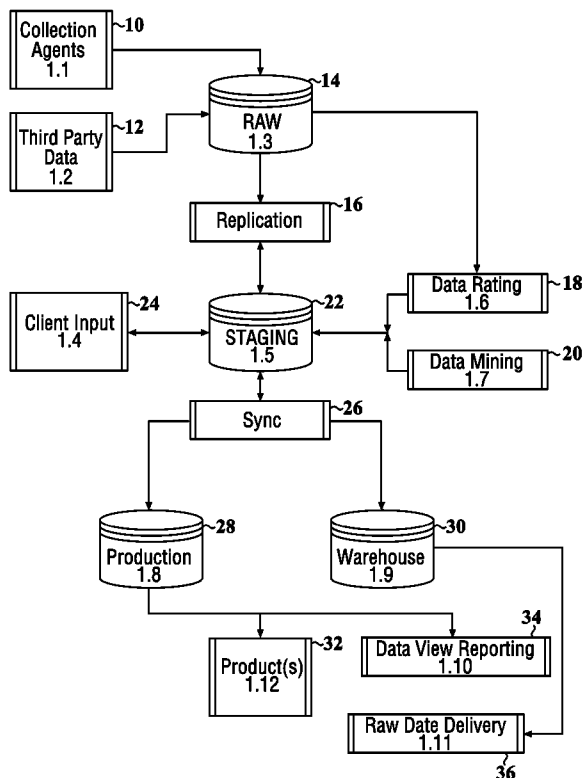 Collection
Agents
1.1
10
14
RAW
1.3
Third Party
Data
1.2
12
Replication
16
Data Rating
1.6
18
Client Input
1.4
24
STAGING
1.5
22
Data Mining
1.7
20
Sync
26
Production
1.8
28
Warehouse
1.9
30
Product(s)
1.12
32
Data View Reporting
1.10
34
Raw Date Delivery
1.11
36